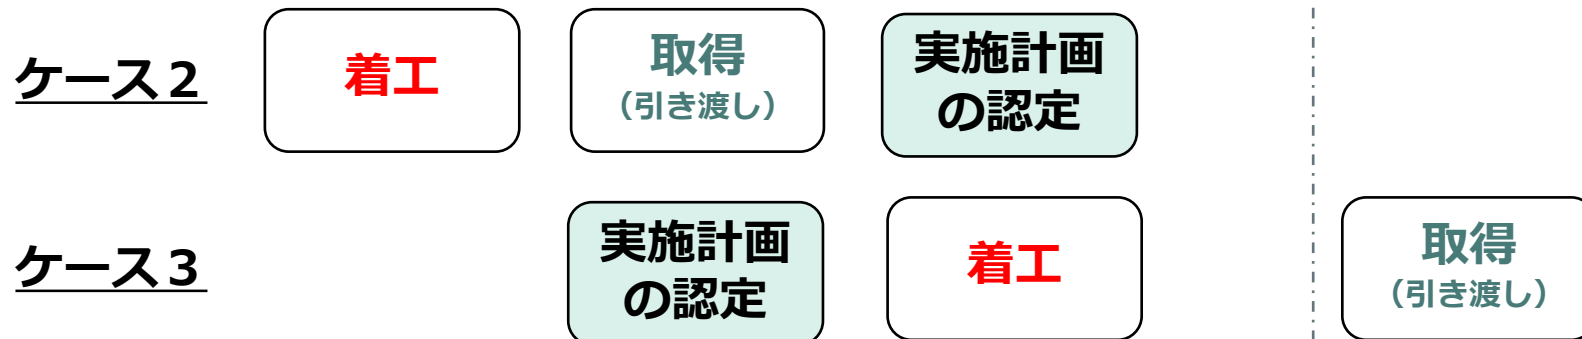 ケース2
着工
取得
（引き渡し）
実施計画
の認定
ケース3
実施計画
の認定
着工
取得
（引き渡し）